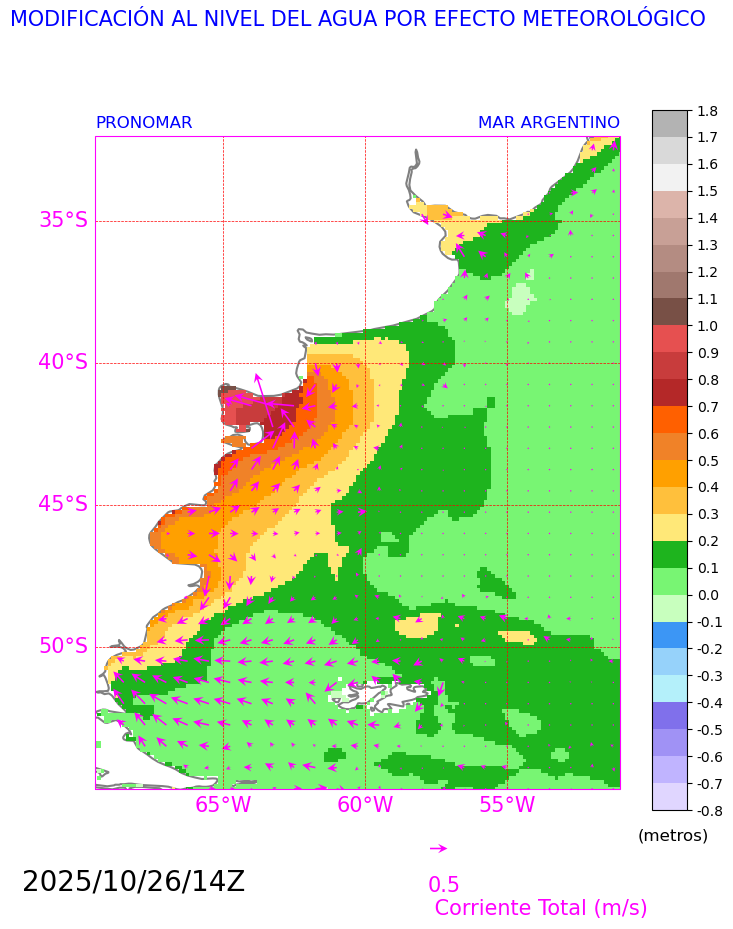 MODIFICACIÓN AL NIVEL DEL AGUA POR EFECTO METEOROLÓGICO
PRONOMAR
MAR ARGENTINO
35°S
40°S
45°S
50°S
65°W
60°W
55°W
1.8
1.7
1.6
1.5
1.4
1.3
1.2
1.1
1.0
0.9
0.8
0.7
0.6
0.5
0.4
0.3
0.2
0.1
0.0
-0.1
-0.2
-0.3
-0.4
-0.5
-0.6
-0.7
-0.8
(metros)
2025/10/26/14Z
0.5
Corriente Total (m/s)